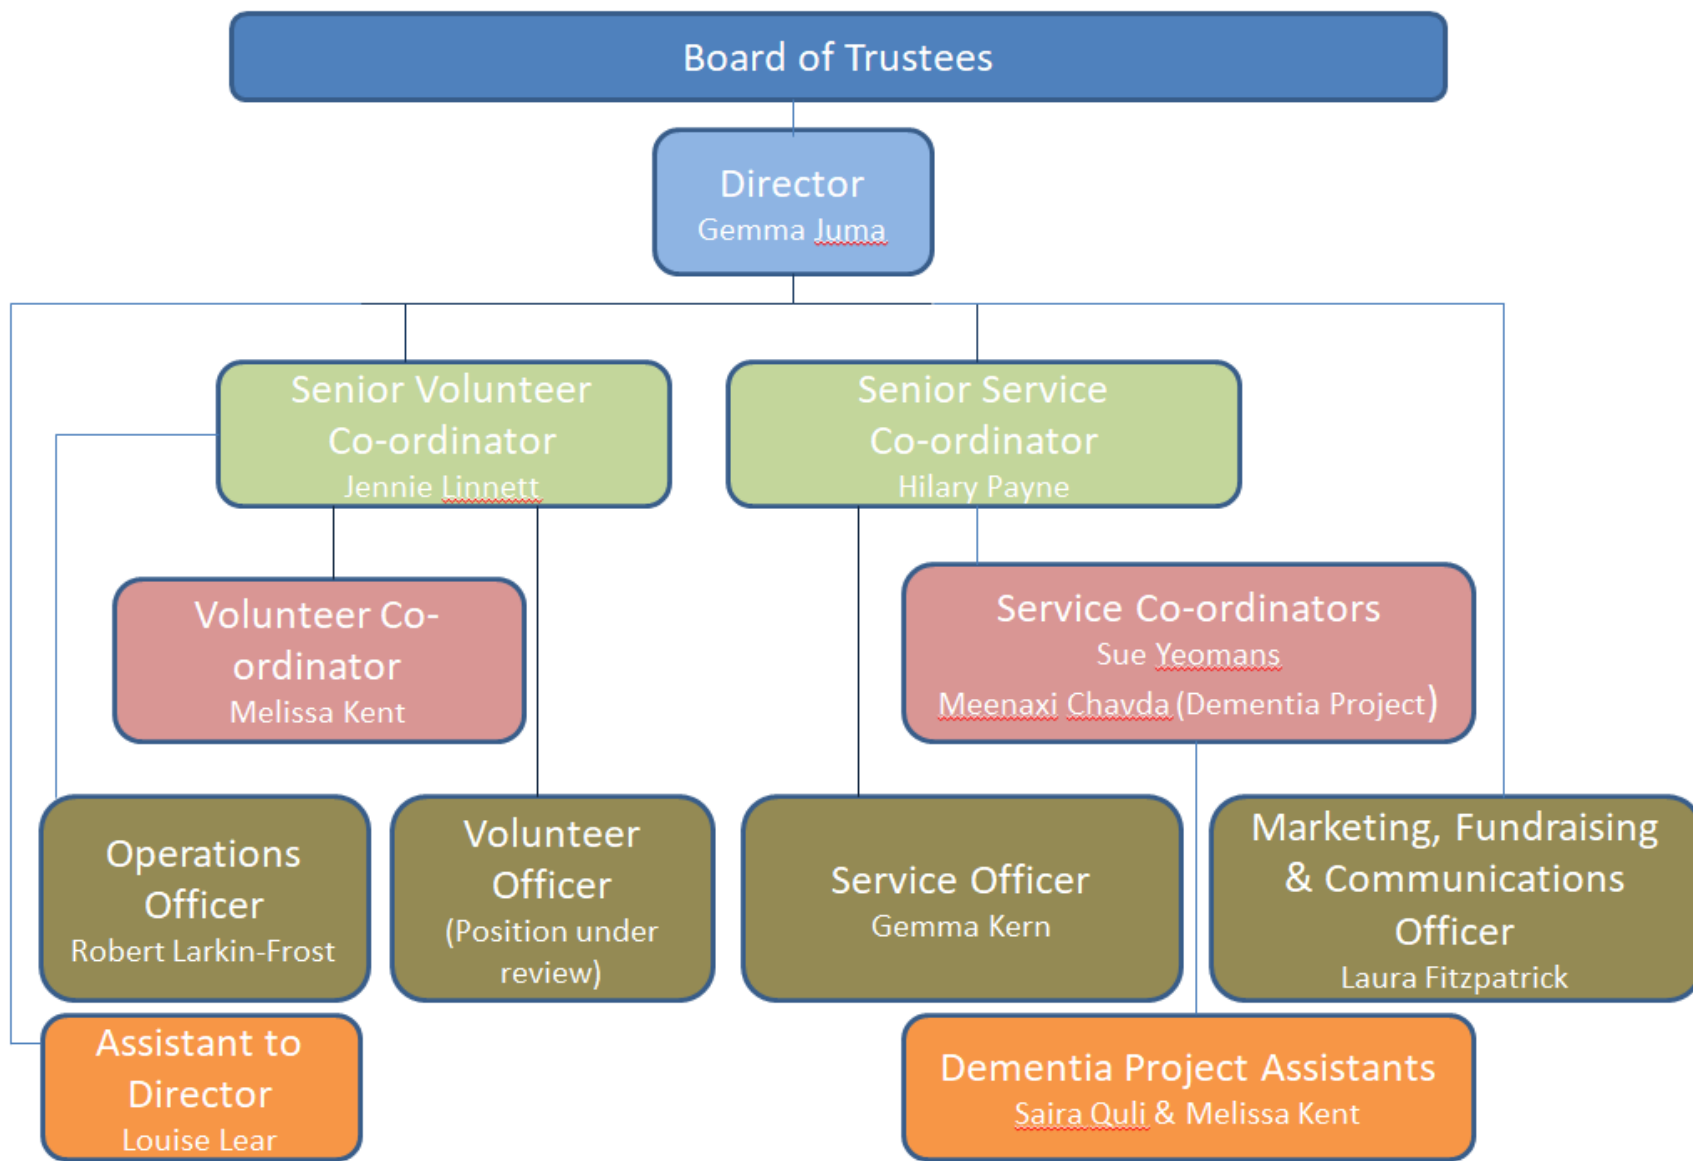 Board of Trustees
Director
Gemma Juma
Senior Volunteer
Co-ordinator
Jennie Linnett
Senior Service
Co-ordinator
Hilary Payne
Volunteer Co-
ordinator
Melissa Kent
Service Co-ordinators
Sue Yeomans
Meenaxi Chavda (Dementia Project)
Operations
Officer
Robert Larkin-Frost
Volunteer
Officer
(Position under
review)
Service Officer
Gemma Kern
Marketing, Fundraising
& Communications
Officer
Laura Fitzpatrick
Assistant to
Director
Louise Lear
Dementia Project Assistants
Saira Quli & Melissa Kent